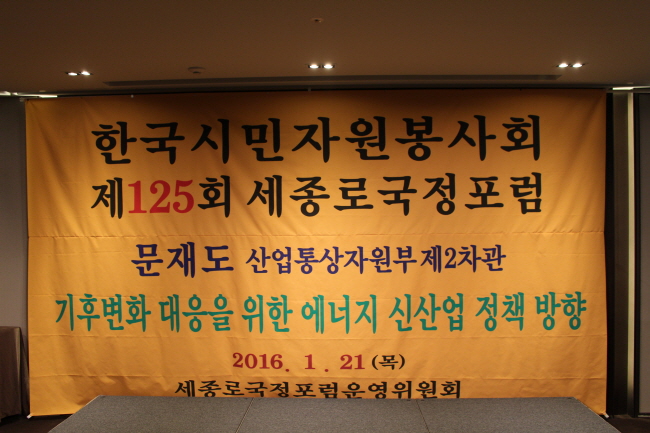 한국시민자원봉사회
제125회 세종로국정포럼
문재도 산업통상자원부제2차관
기후변화 대응을 위한 에너지 신산업 정책 방향
2016. 1. 21 (목)
세종로국정포럼운영위원회